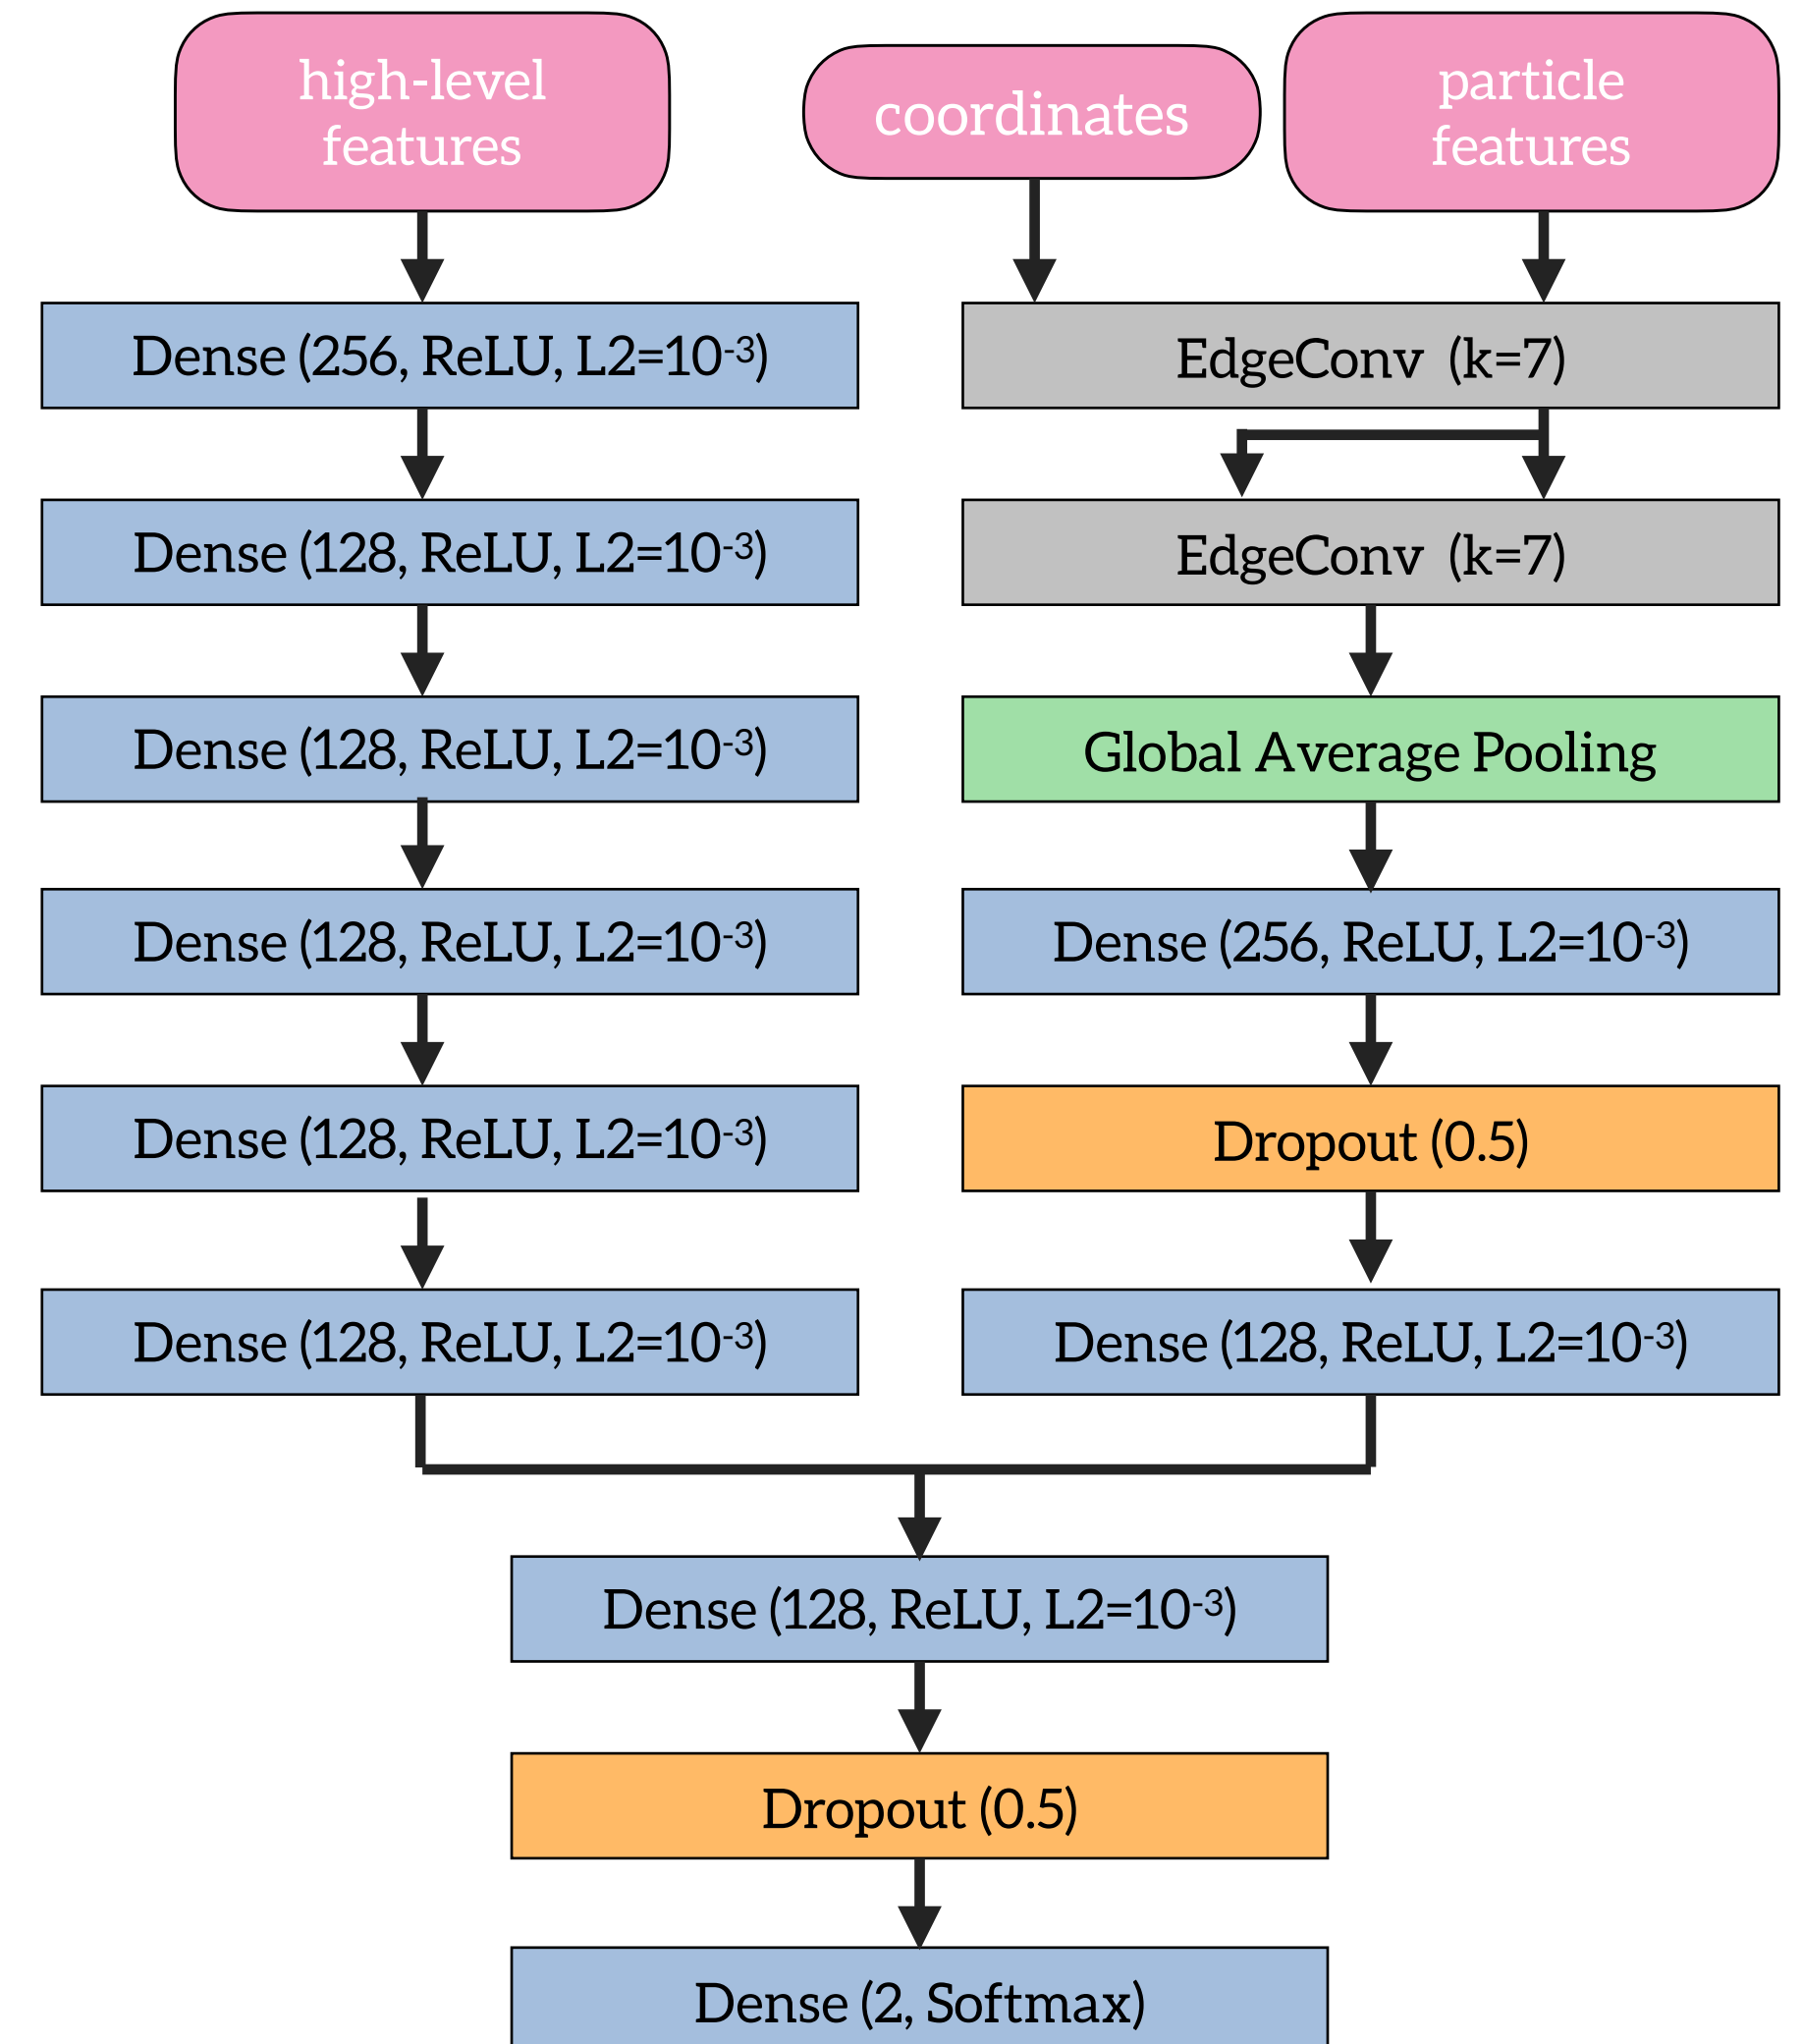 high-level
features
coordinates
particle
features
Dense (256, ReLU, L2=10⁻³)
EdgeConv (k=7)
Dense (128, ReLU, L2=10⁻³)
EdgeConv (k=7)
Dense (128, ReLU, L2=10⁻³)
Global Average Pooling
Dense (128, ReLU, L2=10⁻³)
Dense (256, ReLU, L2=10⁻³)
Dense (128, ReLU, L2=10⁻³)
Dropout (0.5)
Dense (128, ReLU, L2=10⁻³)
Dense (128, ReLU, L2=10⁻³)
Dense (128, ReLU, L2=10⁻³)
Dropout (0.5)
Dense (2, Softmax)